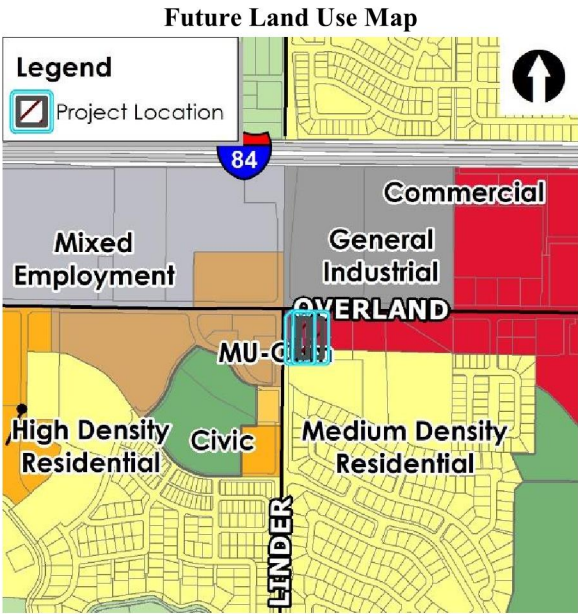 Future Land Use Map
Legend
Project Location
84
Commercial
Mixed
Employment
General
Industrial
OVERLAND
High Density
Residential
Civic
Medium Density
Residential
LINDER